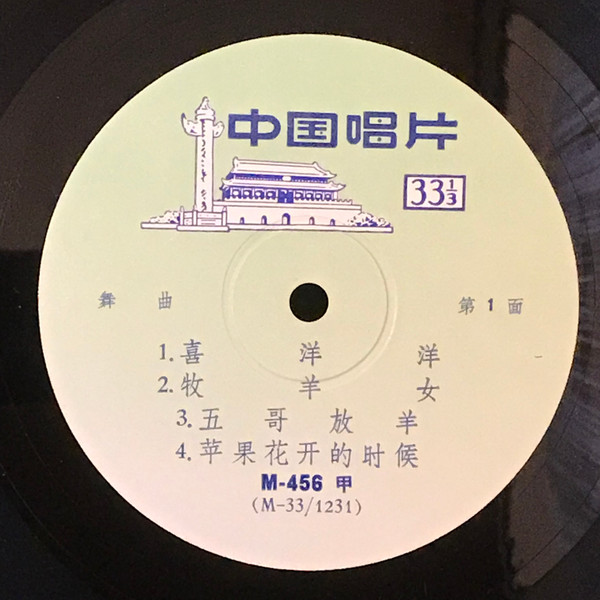 中国唱片
33⅓
舞曲 第1面
1.喜洋洋
2.牧羊女
3.五哥放羊
4.苹果花开的时候
M-456 甲
(M-33/1231)